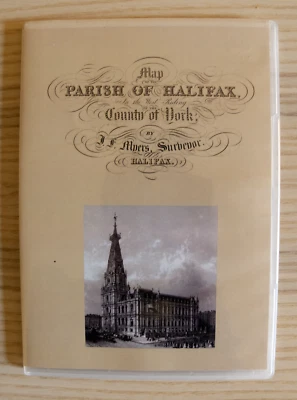 Map
OF THE
PARISH OF HALIFAX,
In the West Riding
OF THE
County of York;
BY
J. F. Myers, Surveyor.
HALIFAX.